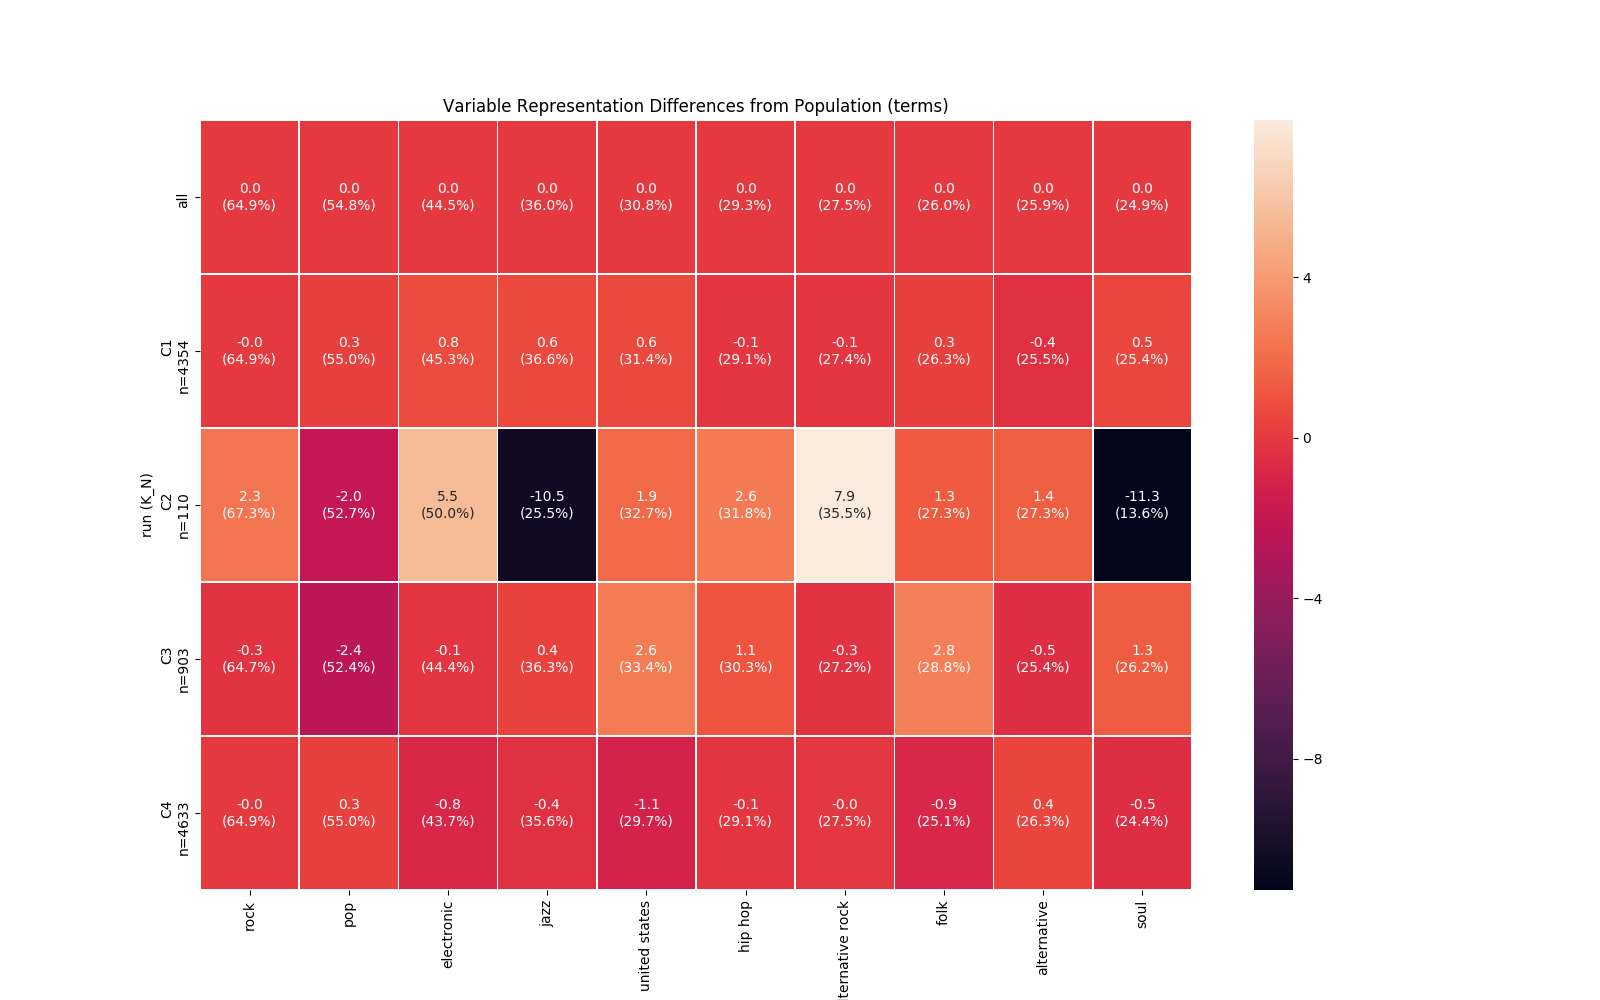 Variable Representation Differences from Population (terms)
run (K_N)
all
0.0 0.0 0.0 0.0 0.0 0.0 0.0 0.0 0.0 0.0
(64.9%) (54.8%) (44.5%) (36.0%) (30.8%) (29.3%) (27.5%) (26.0%) (25.9%) (24.9%)
C1
n=4354
-0.0 0.3 0.8 0.6 0.6 -0.1 -0.1 0.3 -0.4 0.5
(64.9%) (55.0%) (45.3%) (36.6%) (31.4%) (29.1%) (27.4%) (26.3%) (25.5%) (25.4%)
C2
n=110
2.3 -2.0 5.5 -10.5 1.9 2.6 7.9 1.3 1.4 -11.3
(67.3%) (52.7%) (50.0%) (25.5%) (32.7%) (31.8%) (35.5%) (27.3%) (27.3%) (13.6%)
C3
n=903
-0.3 -2.4 -0.1 0.4 2.6 1.1 -0.3 2.8 -0.5 1.3
(64.7%) (52.4%) (44.4%) (36.3%) (33.4%) (30.3%) (27.2%) (28.8%) (25.4%) (26.2%)
C4
n=4633
-0.0 0.3 -0.8 -0.4 -1.1 -0.1 -0.0 -0.9 0.4 -0.5
(64.9%) (55.0%) (43.7%) (35.6%) (29.7%) (29.1%) (27.5%) (25.1%) (26.3%) (24.4%)
rock
pop
electronic
jazz
united states
hip hop
lternative rock
folk
alternative
soul
4
0
−4
−8